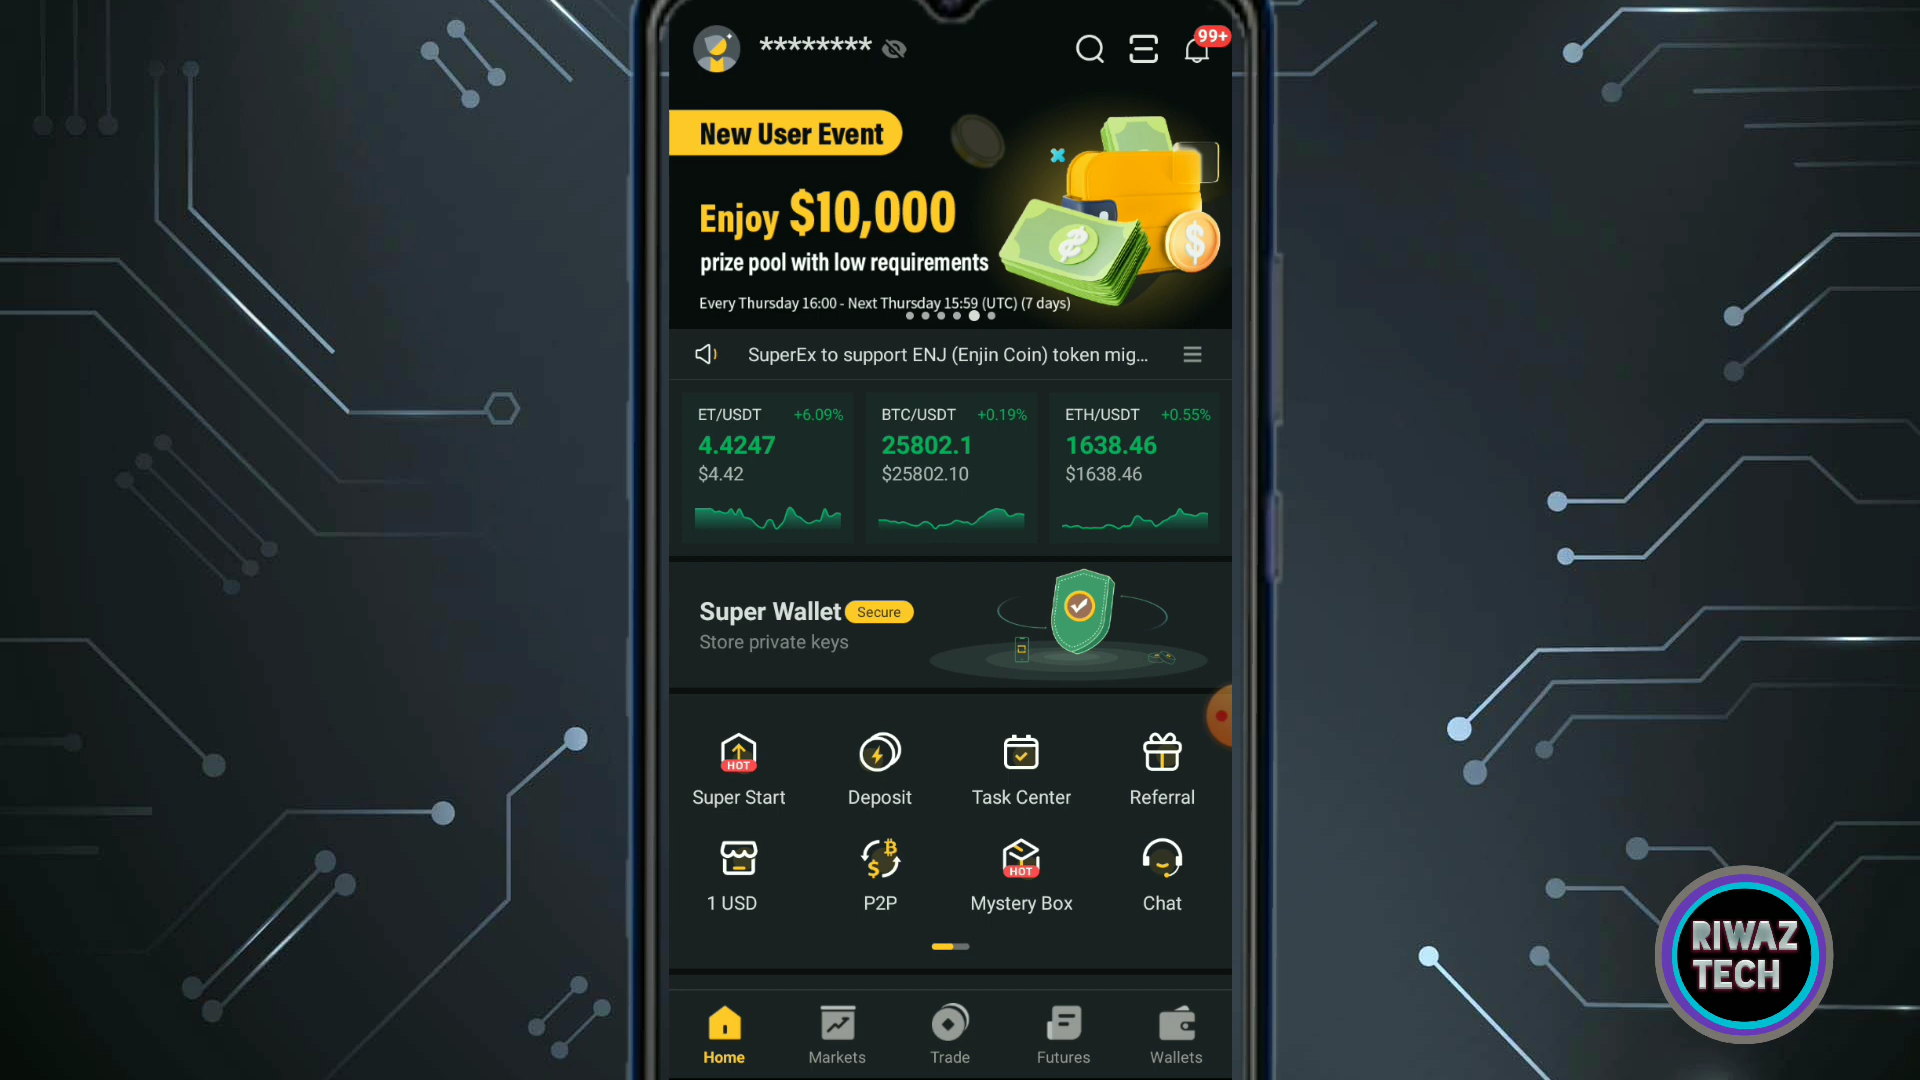 ********
99+
New User Event
Enjoy $10,000
prize pool with low requirements
Every Thursday 16:00 - Next Thursday 15:59 (UTC) (7 days)
SuperEx to support ENJ (Enjin Coin) token mig...
ET/USDT +6.09%
4.4247
$4.42
BTC/USDT +0.19%
25802.1
$25802.10
ETH/USDT +0.55%
1638.46
$1638.46
Super Wallet Secure
Store private keys
HOT
Super Start
Deposit
Task Center
Referral
1 USD
P2P
HOT
Mystery Box
Chat
Home
Markets
Trade
Futures
Wallets
RIWAZ
TECH